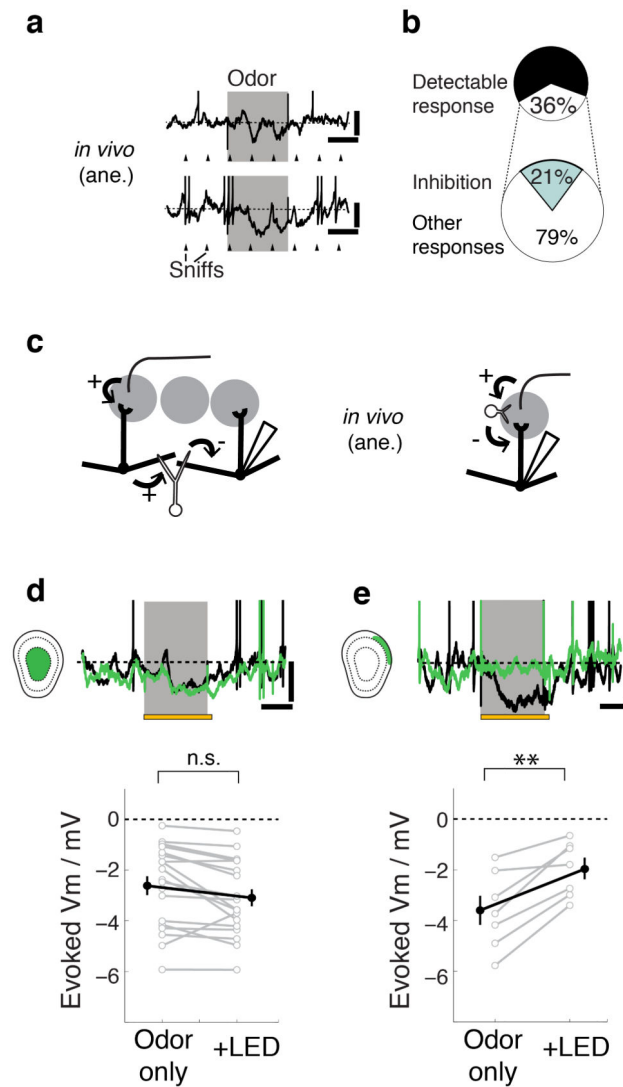 a
Odor
in vivo
(ane.)
Sniffs
b
Detectable
response
36%
Inhibition
21%
Other
responses
79%
c
+
+
-
in vivo
(ane.)
+
-
d
n.s.
Evoked Vm / mV
0
−2
−4
−6
Odor
only
+LED
e
**
Evoked Vm / mV
0
−2
−4
−6
Odor
only
+LED